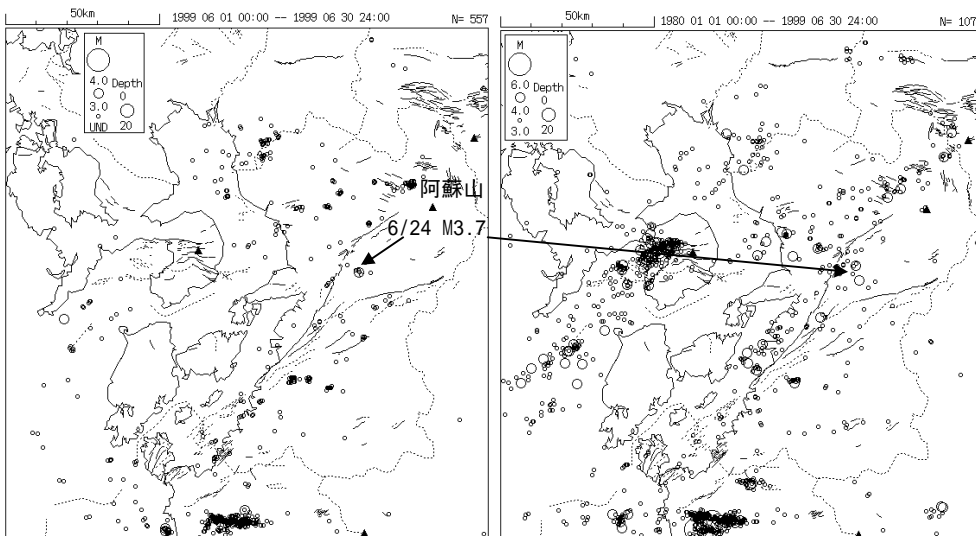 50km
1999 06 01 00:00 -- 1999 06 30 24:00
N= 557
M
4.0
3.0
UND
Depth
0
20
阿蘇山
6/24 M3.7
50km
1980 01 01 00:00 -- 1999 06 30 24:00
M
6.0
4.0
3.0
Depth
0
20